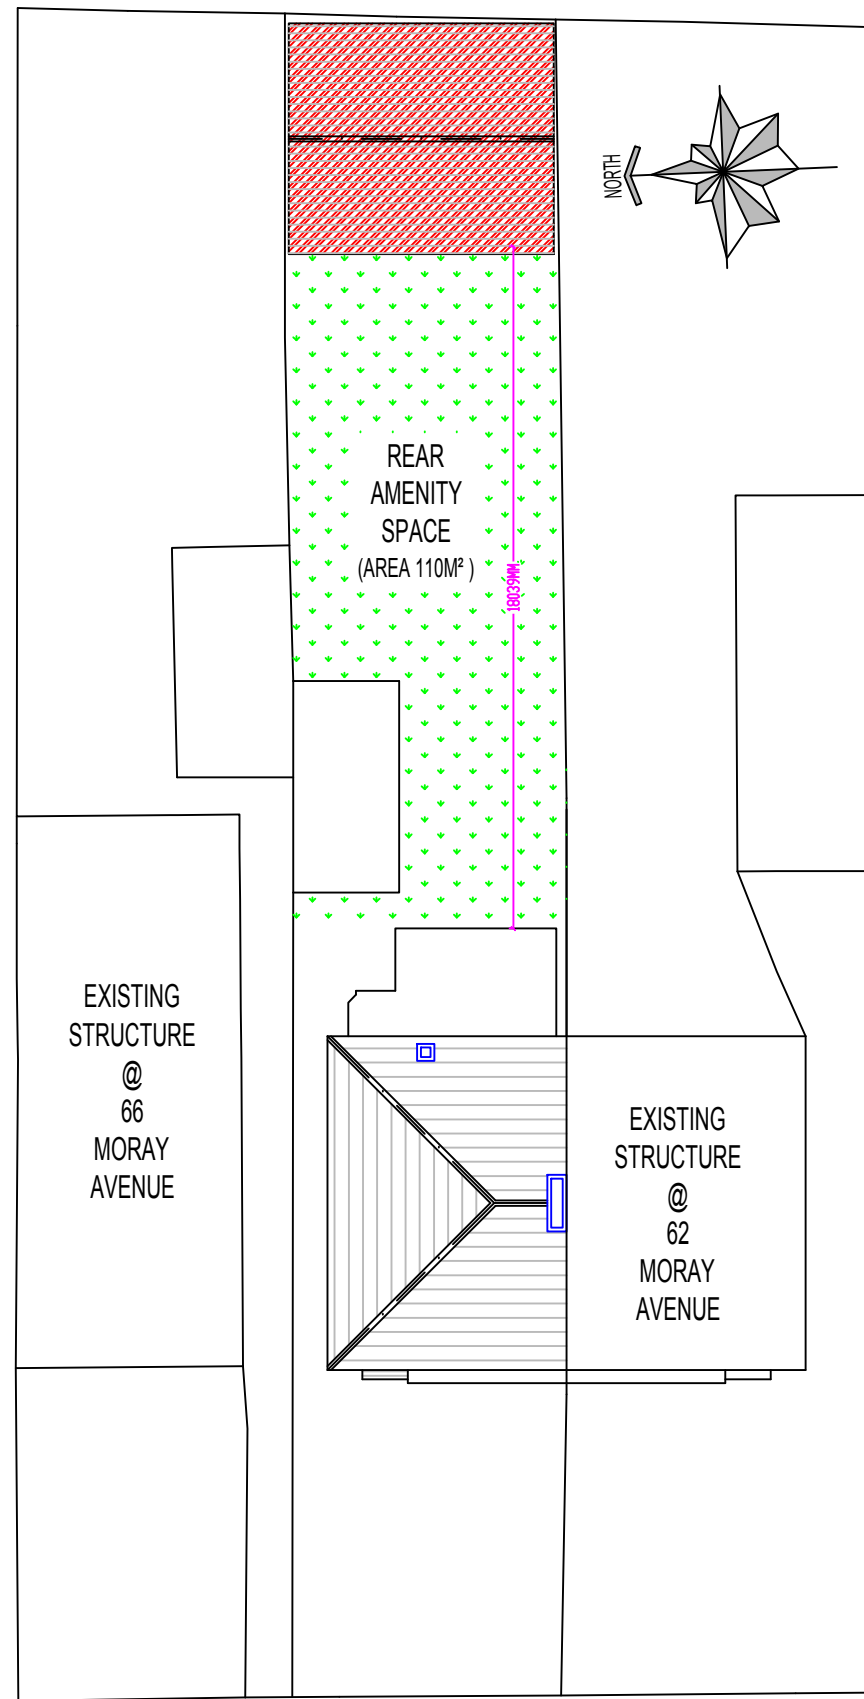 NORTH
REAR
AMENITY
SPACE
(AREA 110M² )
18039MM
EXISTING
STRUCTURE
@
66
MORAY
AVENUE
EXISTING
STRUCTURE
@
62
MORAY
AVENUE